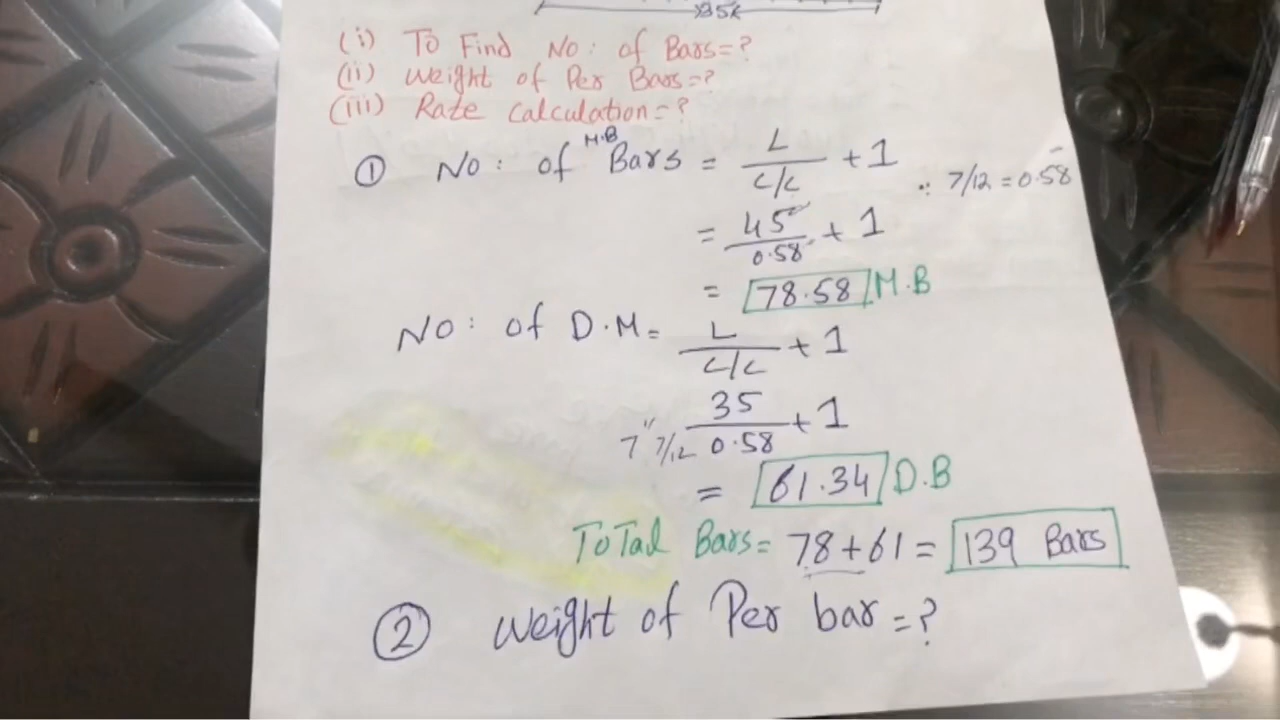 35'
(i) To Find No: of Bars=?
(ii) Weight of Per Bars=?
(iii) Rate Calculation=?
① No: of M.B Bars = L / c/c + 1
∴ 7/12 = 0.58
= 45 / 0.58 + 1
= 78.58 M.B
No: of D.M = L / c/c + 1
7" 7/12 35 / 0.58 + 1
= 61.34 D.B
ToTal Bars= 78+61= 139 Bars
② Weight of Per bar=?